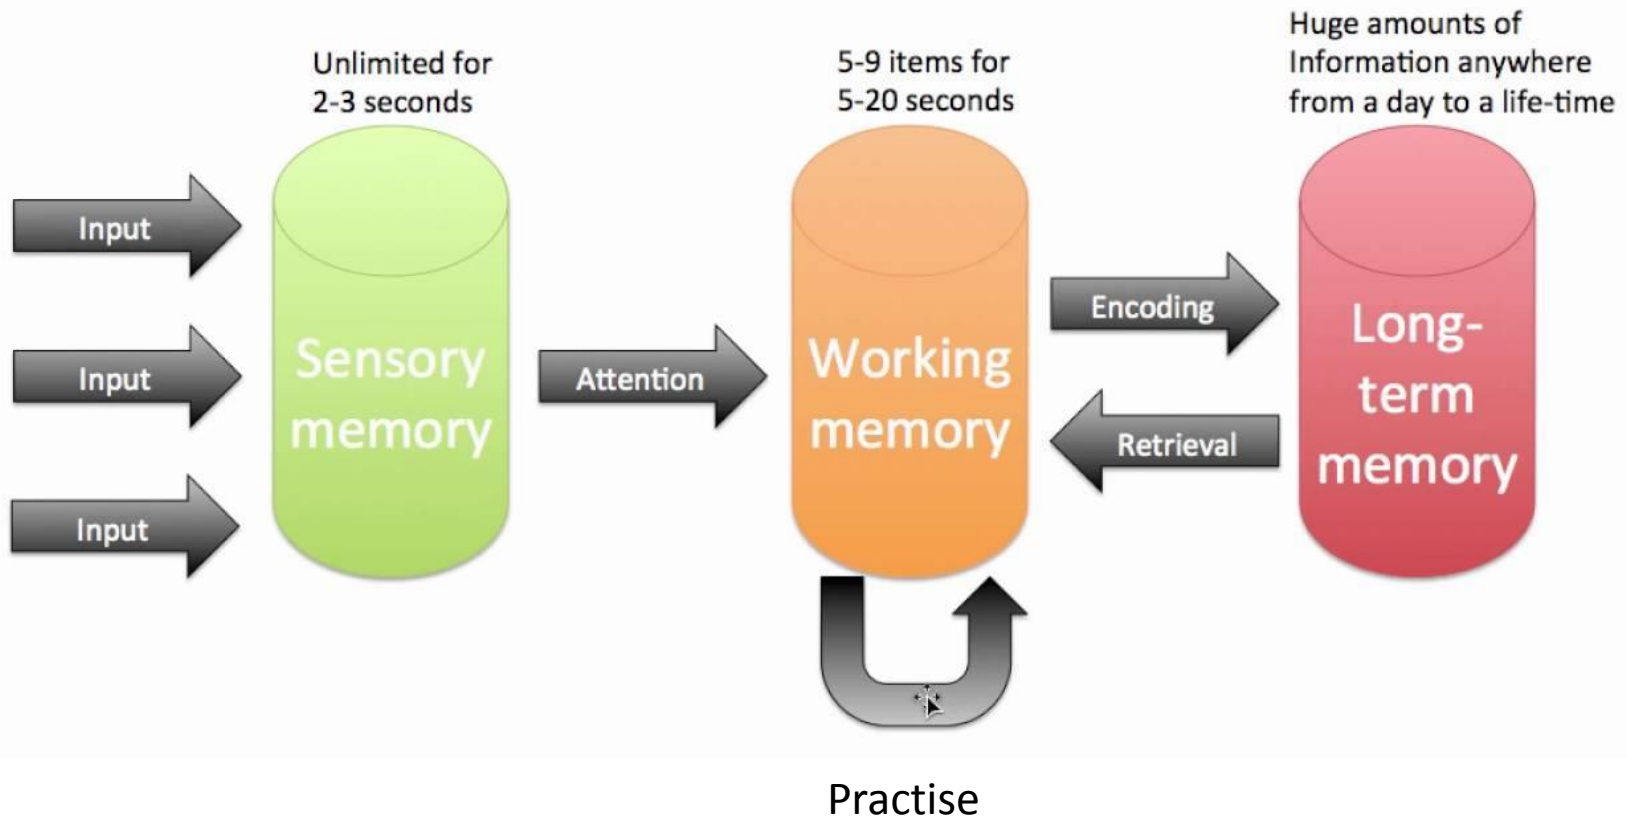 Unlimited for
2-3 seconds
5-9 items for
5-20 seconds
Huge amounts of
Information anywhere
from a day to a life-time
Input
Input
Input
Sensory
memory
Attention
Working
memory
Encoding
Retrieval
Long-
term
memory
Practise